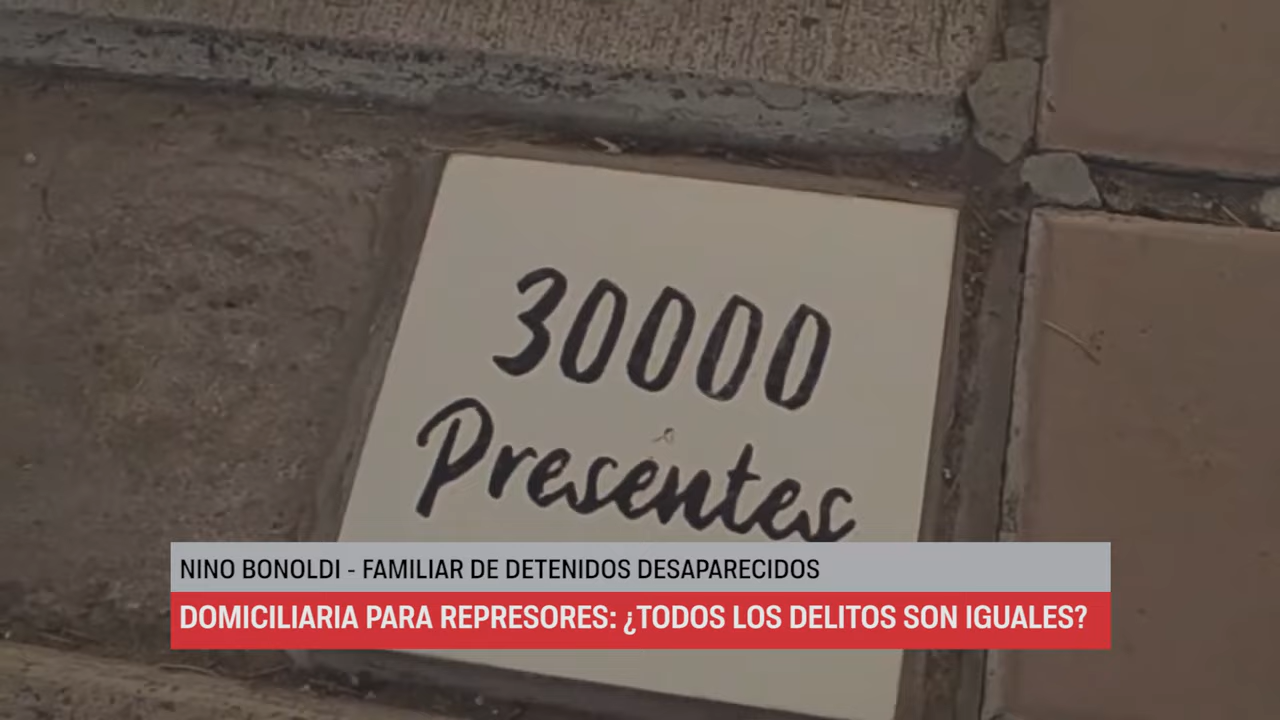 30000
Presentes
NINO BONOLDI - FAMILIAR DE DETENIDOS DESAPARECIDOS
DOMICILIARIA PARA REPRESORES: ¿TODOS LOS DELITOS SON IGUALES?